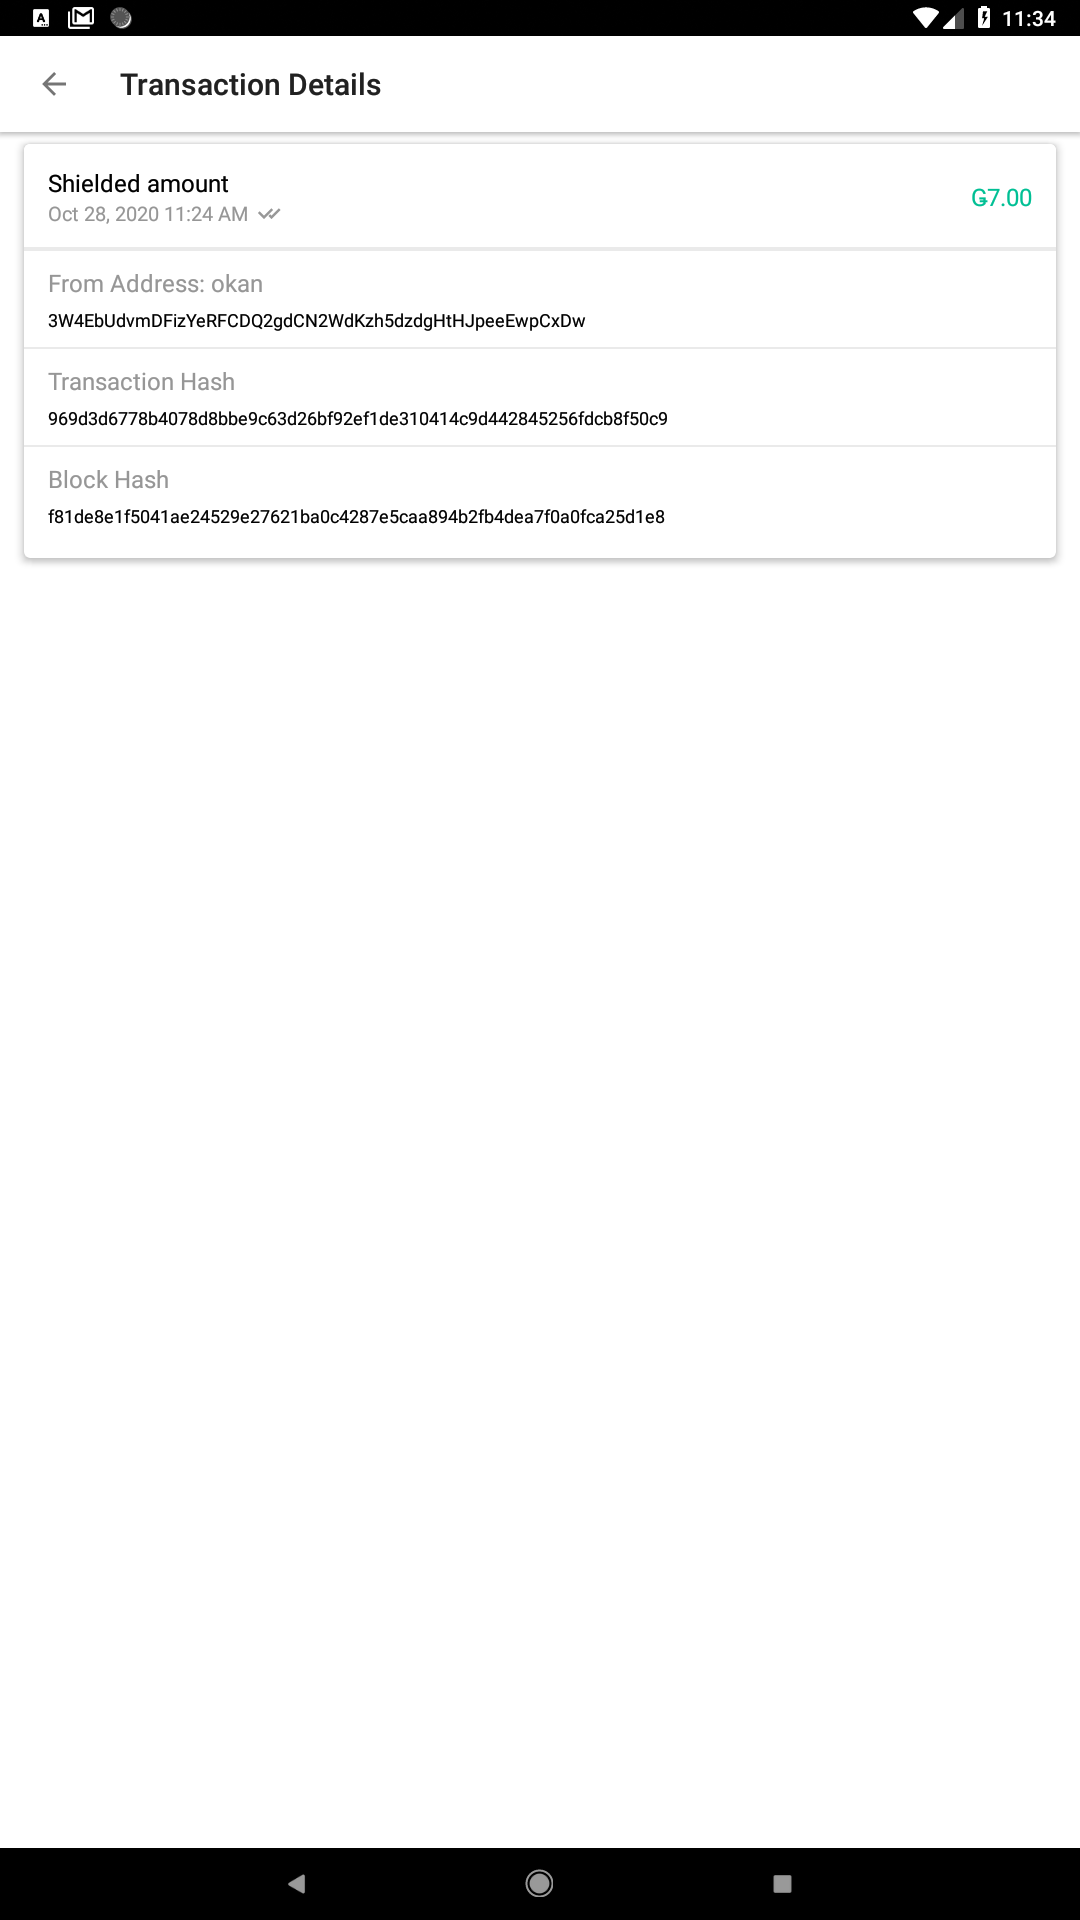 11:34
Transaction Details
Shielded amount
Oct 28, 2020 11:24 AM
Ǥ7.00
From Address: okan
3W4EbUdvmDFizYeRFCDQ2gdCN2WdKzh5dzdgHtHJpeeEwpCxDw
Transaction Hash
969d3d6778b4078d8bbe9c63d26bf92ef1de310414c9d442845256fdcb8f50c9
Block Hash
f81de8e1f5041ae24529e27621ba0c4287e5caa894b2fb4dea7f0a0fca25d1e8